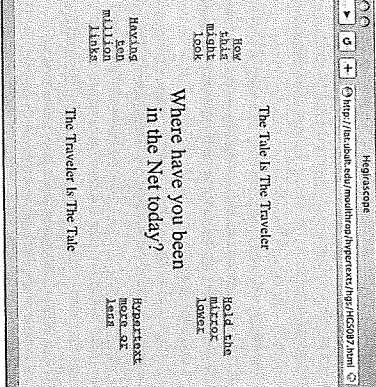 Hegirascope
http://iat.ubalt.edu/moulthrop/hypertexts/hgs/HGS0B7.html
The Tale Is The Traveler
How
this
might
look
Hold the
mirror
lower
Where have you been
in the Net today?
Having
ten
million
links
Hypertext
more or
less
The Traveler Is The Tale